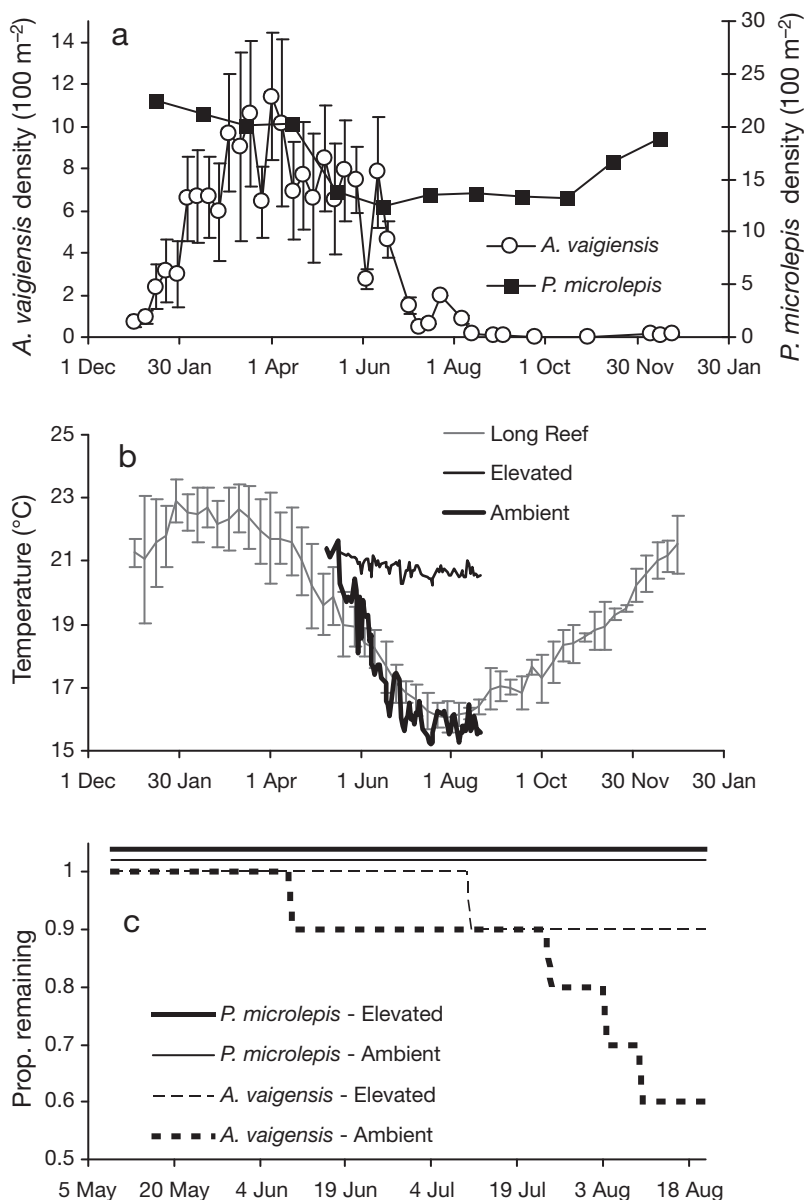 a
A. vaigiensis density (100 m⁻²)
P. microlepis density (100 m⁻²)
14
12
10
8
6
4
2
0
30
25
20
15
10
5
0
A. vaigiensis
P. microlepis
1 Dec 30 Jan 1 Apr 1 Jun 1 Aug 1 Oct 30 Nov 30 Jan
b
Temperature (°C)
25
23
21
19
17
15
Long Reef
Elevated
Ambient
1 Dec 30 Jan 1 Apr 1 Jun 1 Aug 1 Oct 30 Nov 30 Jan
c
Prop. remaining
1
0.9
0.8
0.7
0.6
0.5
P. microlepis - Elevated
P. microlepis - Ambient
A. vaigensis - Elevated
A. vaigensis - Ambient
5 May 20 May 4 Jun 19 Jun 4 Jul 19 Jul 3 Aug 18 Aug